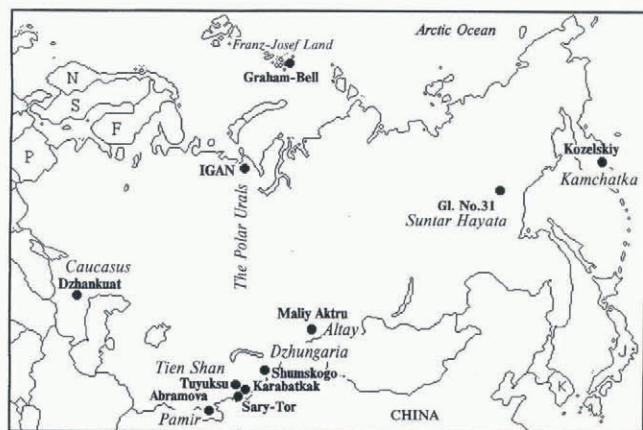 Arctic Ocean
Franz-Josef Land
Graham-Bell
N
S
F
P
IGAN
The Polar Urals
Kozelskiy
Kamchatka
Gl. No.31
Suntar Hayata
Caucasus
Dzhankuat
Maliy Aktru
Altay
Dzhungaria
Tien Shan
Shumskogo
Tuyuksu
Karabatkak
Abramova
Sary-Tor
Pamir
CHINA
K
J